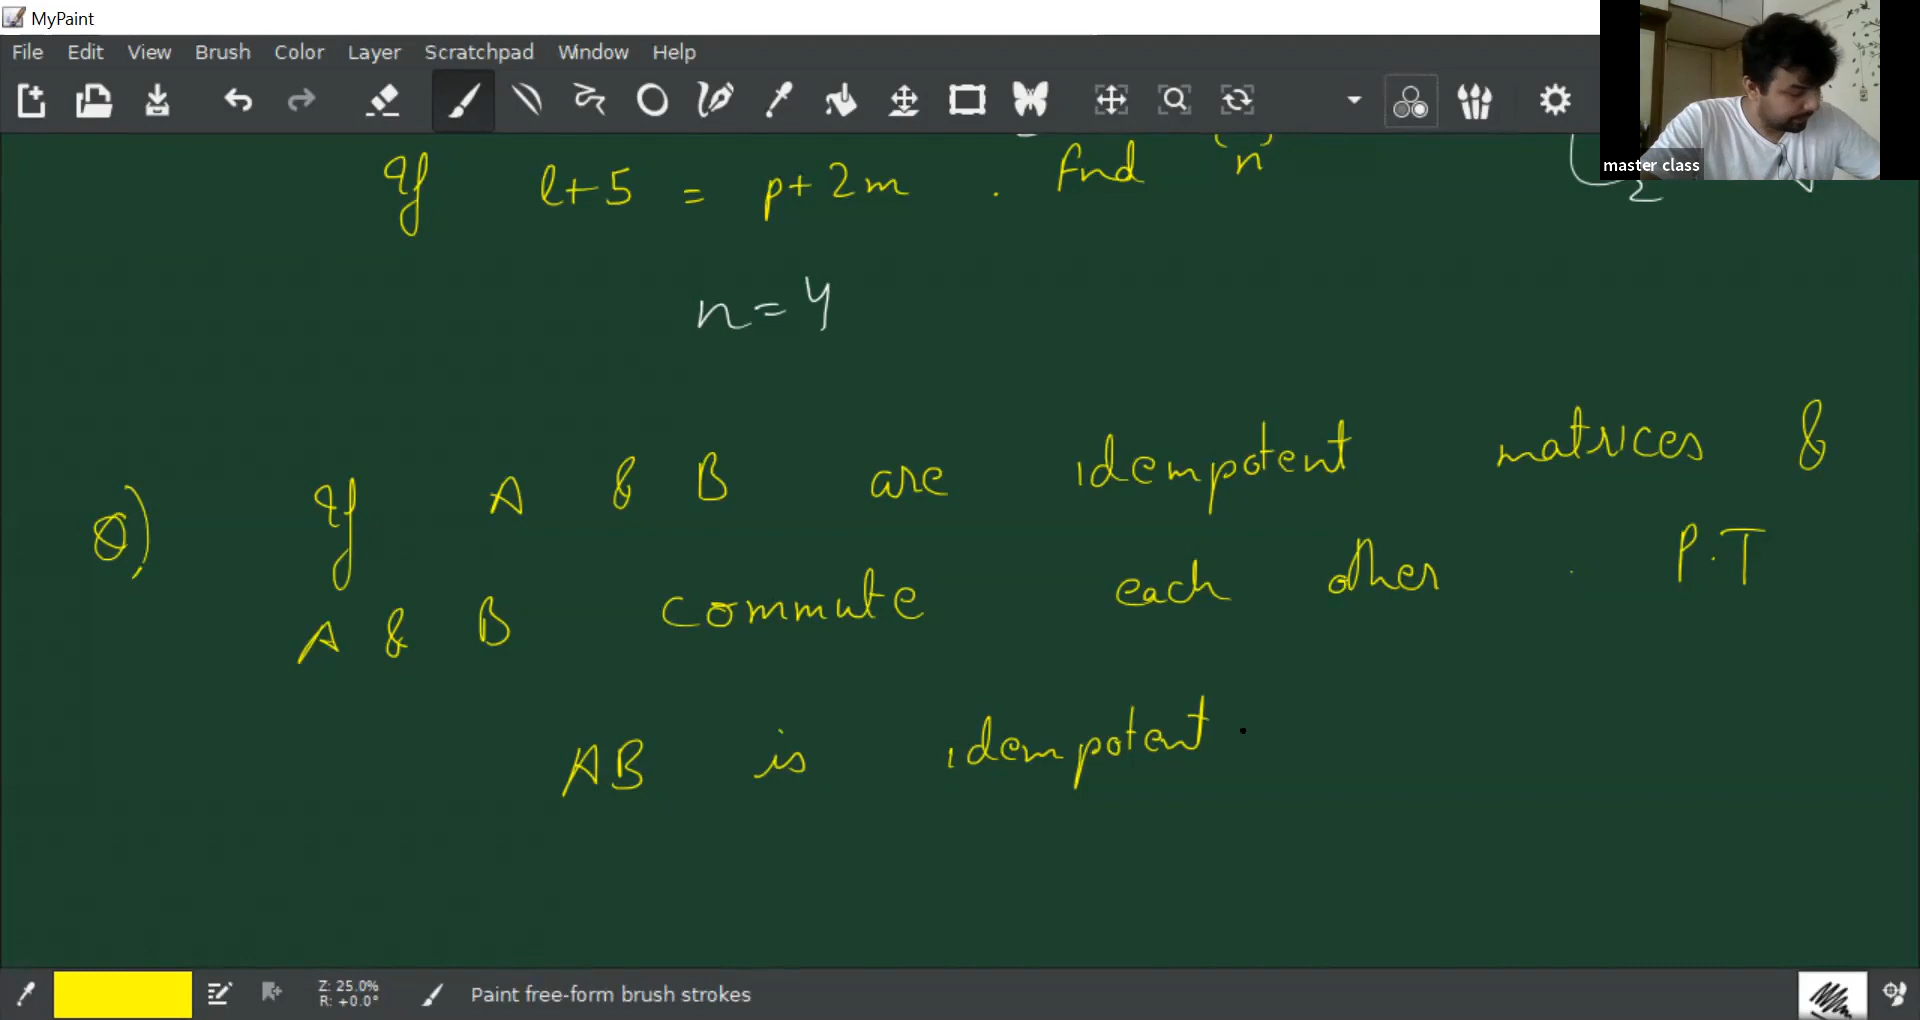 MyPaint
File Edit View Brush Color Layer Scratchpad Window Help
master class
If l+5 = p+2m . find 'n'
n=4
Q) If A & B are idempotent matrices &
A & B commute each other . P.T
AB is idempotent.
Z: 25.0%
R: +0.0°
Paint free-form brush strokes